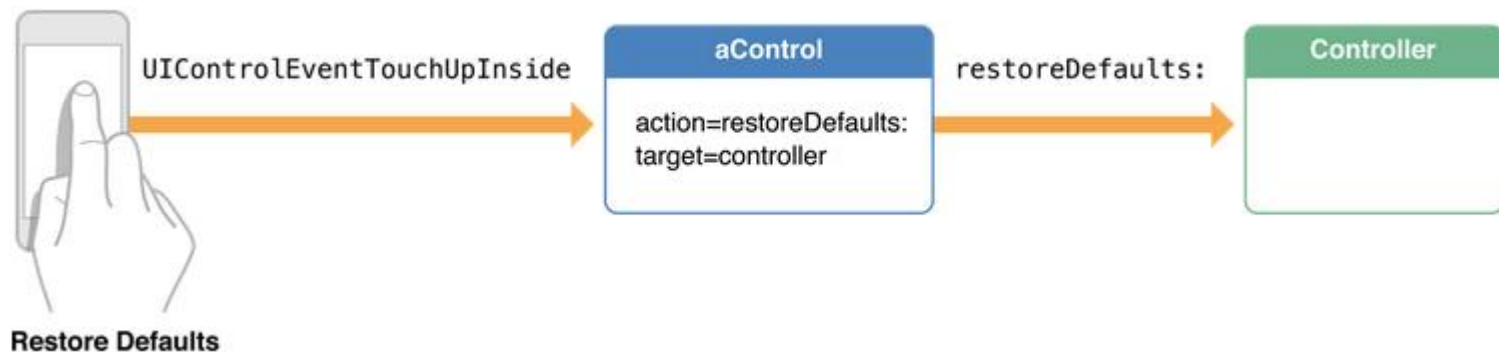 UIControlEventTouchUpInside
aControl
action=restoreDefaults:
target=controller
restoreDefaults:
Controller
Restore Defaults